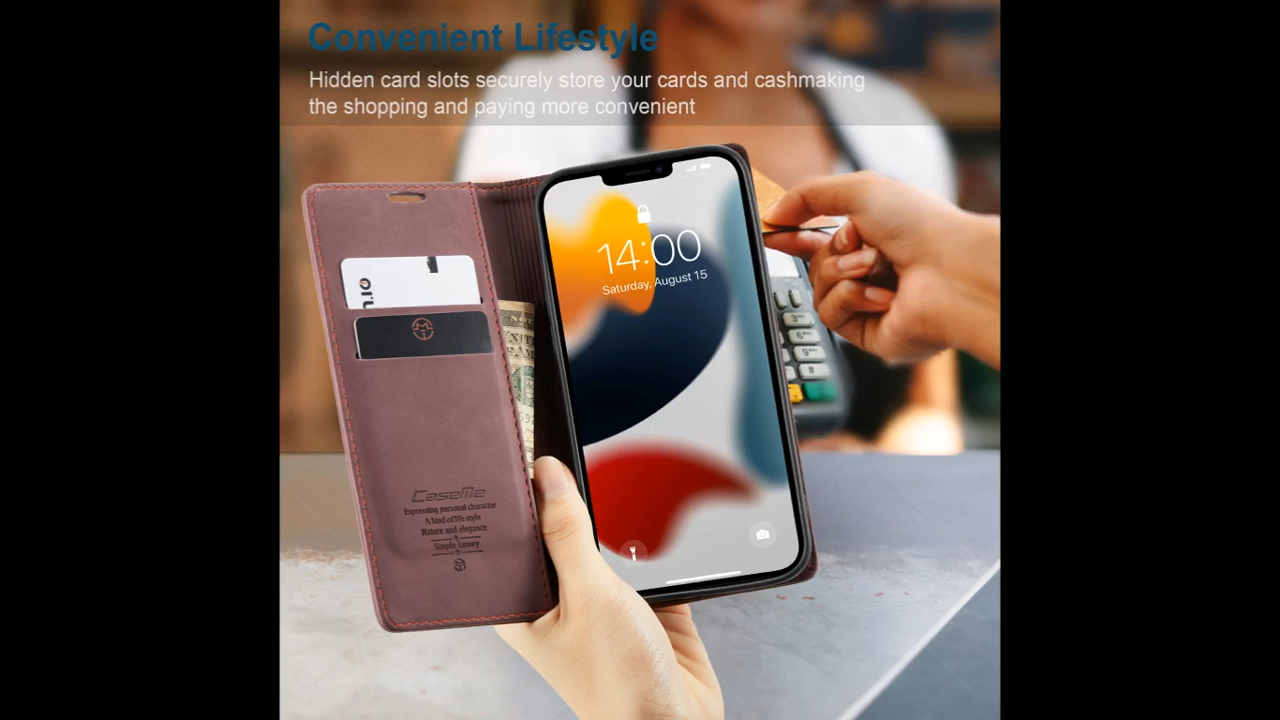 Convenient Lifestyle
Hidden card slots securely store your cards and cashmaking
the shopping and paying more convenient
14:00
Saturday, August 15
CaseMe
Expressing personal character
A kind of life style
Nature and elegance
Simple Luxury